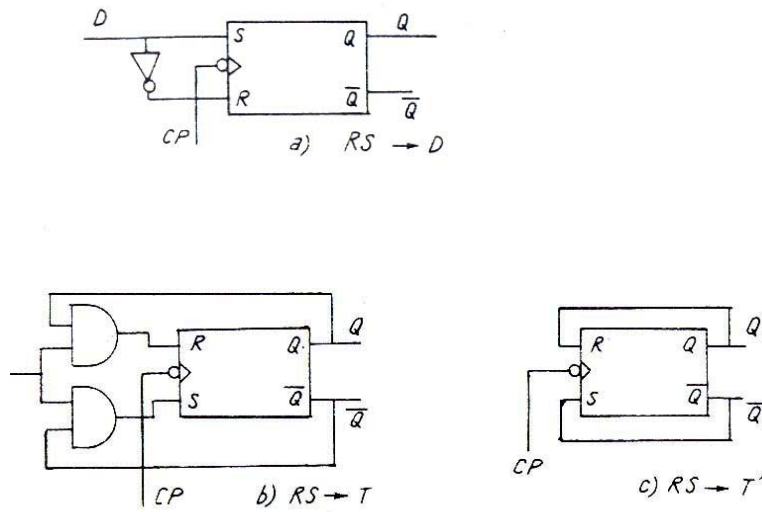 D
S Q Q
R Q̅ Q̅
CP
a) RS → D
Q
R Q
S Q̅ Q̅
CP b) RS → T
Q
R Q
S Q̅ Q̅
CP
c) RS → T'